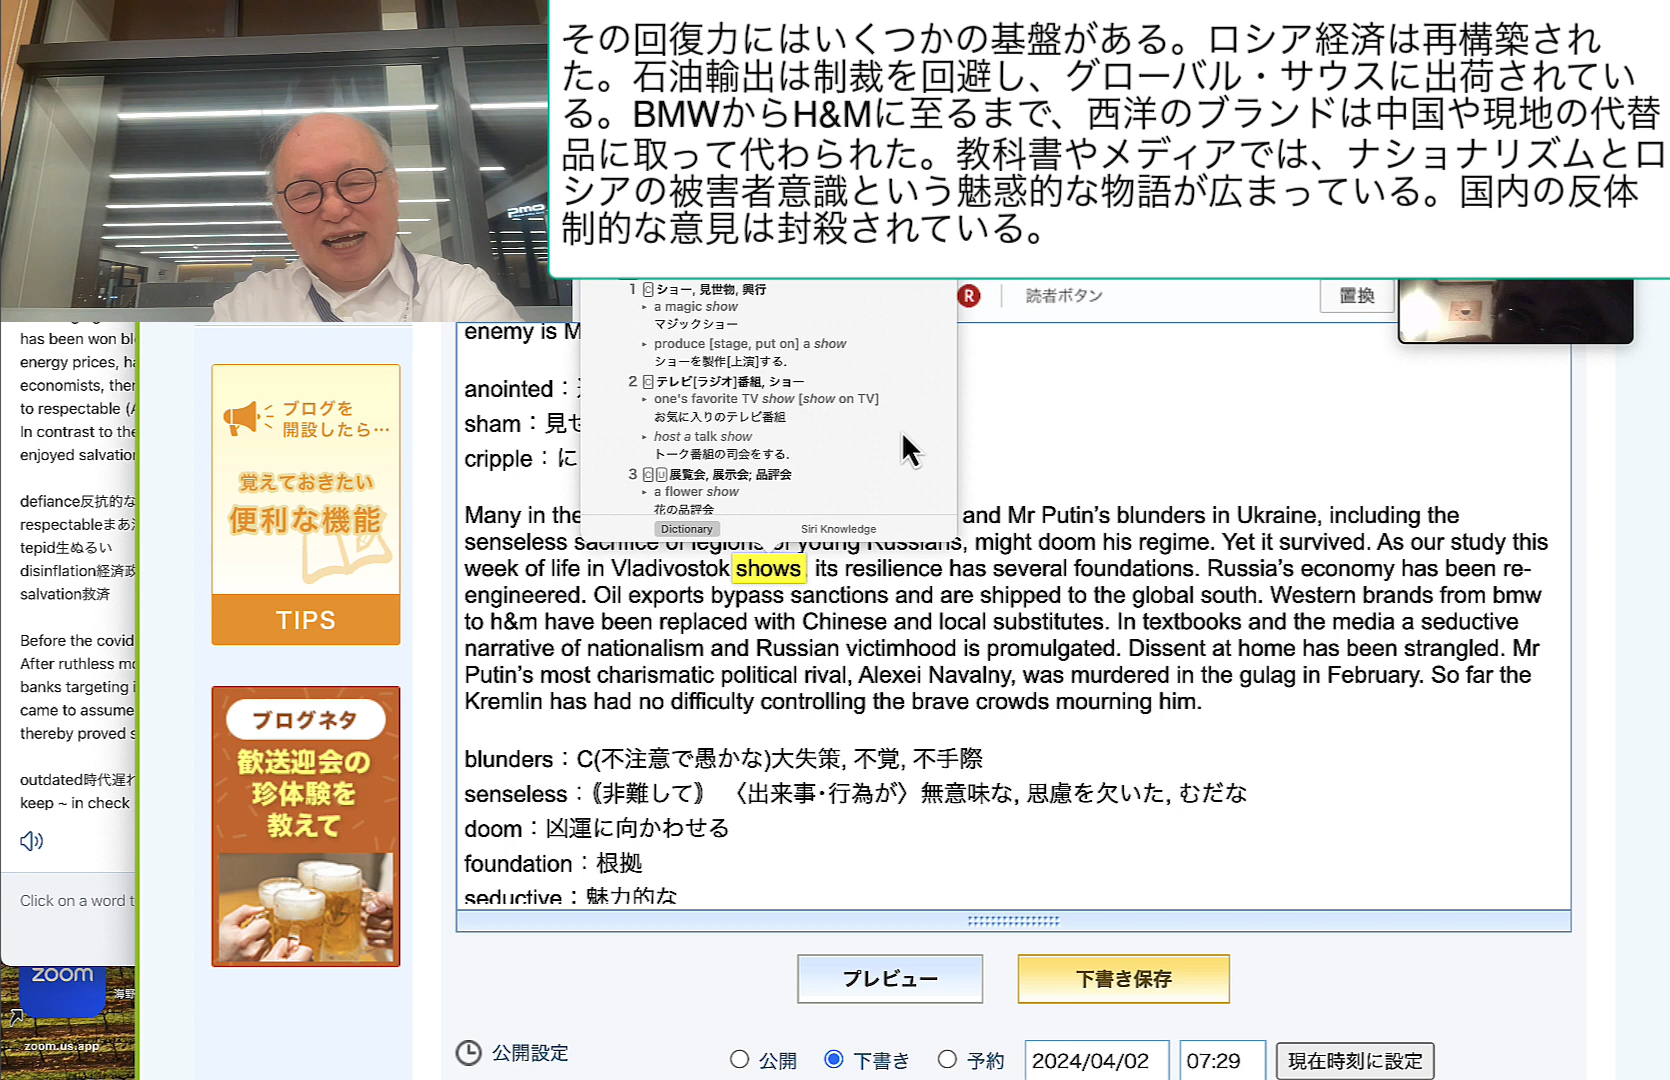 その回復力にはいくつかの基盤がある。ロシア経済は再構築され
た。石油輸出は制裁を回避し、グローバル・サウスに出荷されてい
る。BMWからH&Mに至るまで、西洋のブランドは中国や現地の代替
品に取って代わられた。教科書やメディアでは、ナショナリズムとロ
シアの被害者意識という魅惑的な物語が広まっている。国内の反体
制的な意見は封殺されている。
pmo
1 C ショー, 見世物, 興行
a magic show
マジックショー
produce [stage, put on] a show
ショーを製作[上演]する.
2 C テレビ[ラジオ]番組, ショー
one's favorite TV show [show on TV]
お気に入りのテレビ番組
host a talk show
トーク番組の司会をする.
3 C U 展覧会, 展示会; 品評会
a flower show
花の品評会
Dictionary
Siri Knowledge
R
読者ボタン
置換
has been won
energy prices,
economists,
to respectable
In contrast to the
enjoyed salvation
defiance反抗的な
respectableまあ
tepid生ぬるい
disinflation経済政
salvation救済
Before the covid
After ruthless
banks targeting
came to assume
thereby proved
outdated時代遅れ
keep ~ in check
Click on a word
zoom
zoom.us.app
海野
ブログを
開設したら…
覚えておきたい
便利な機能
TIPS
ブログネタ
歓送迎会の
珍体験を
教えて
enemy is
anointed：
sham：見せ
cripple：に
Many in the and Mr Putin’s blunders in Ukraine, including the
senseless sacrifice of legions of young Russians, might doom his regime. Yet it survived. As our study this
week of life in Vladivostok shows, its resilience has several foundations. Russia’s economy has been re-
engineered. Oil exports bypass sanctions and are shipped to the global south. Western brands from bmw
to h&m have been replaced with Chinese and local substitutes. In textbooks and the media a seductive
narrative of nationalism and Russian victimhood is promulgated. Dissent at home has been strangled. Mr
Putin’s most charismatic political rival, Alexei Navalny, was murdered in the gulag in February. So far the
Kremlin has had no difficulty controlling the brave crowds mourning him.
blunders：C(不注意で愚かな)大失策, 不覚, 不手際
senseless：⟪非難して⟫ 〈出来事･行為が〉無意味な, 思慮を欠いた, むだな
doom：凶運に向かわせる
foundation：根拠
seductive：魅力的な
プレビュー
下書き保存
公開設定
公開
下書き
予約
2024/04/02
07:29
現在時刻に設定